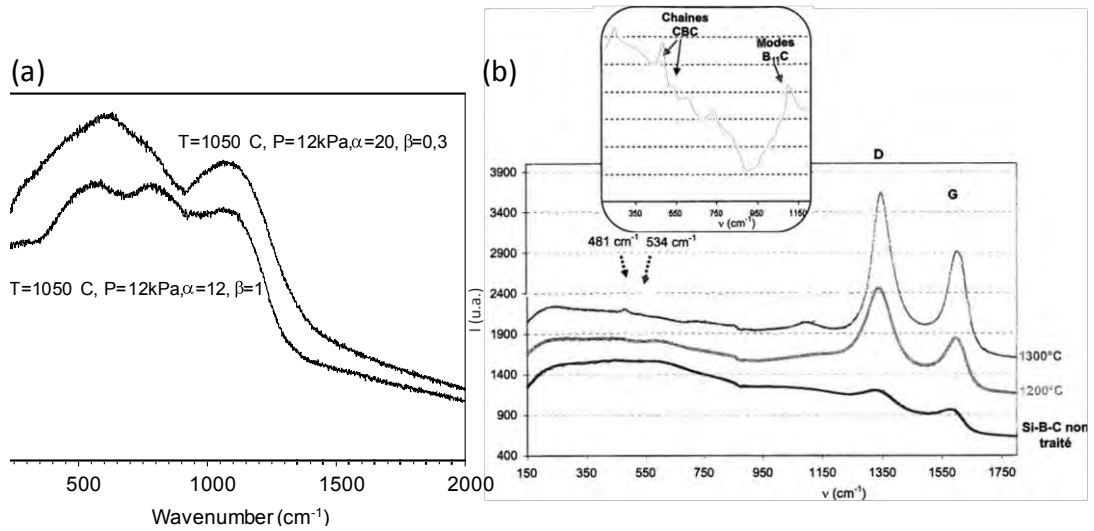 (a)
T=1050 C, P=12kPa,α=20, β=0,3
T=1050 C, P=12kPa,α=12, β=1
500
1000
1500
2000
Wavenumber (cm-1)
(b)
Chaines
CBC
Modes
B11C
350
550
750
950
1150
ν (cm-1)
D
G
481 cm-1
534 cm-1
I (u.a.)
3900
3400
2900
2400
1900
1400
900
400
1300°C
1200°C
Si-B-C non
traité
150
350
550
750
950
1150
1350
1550
1750
ν (cm-1)